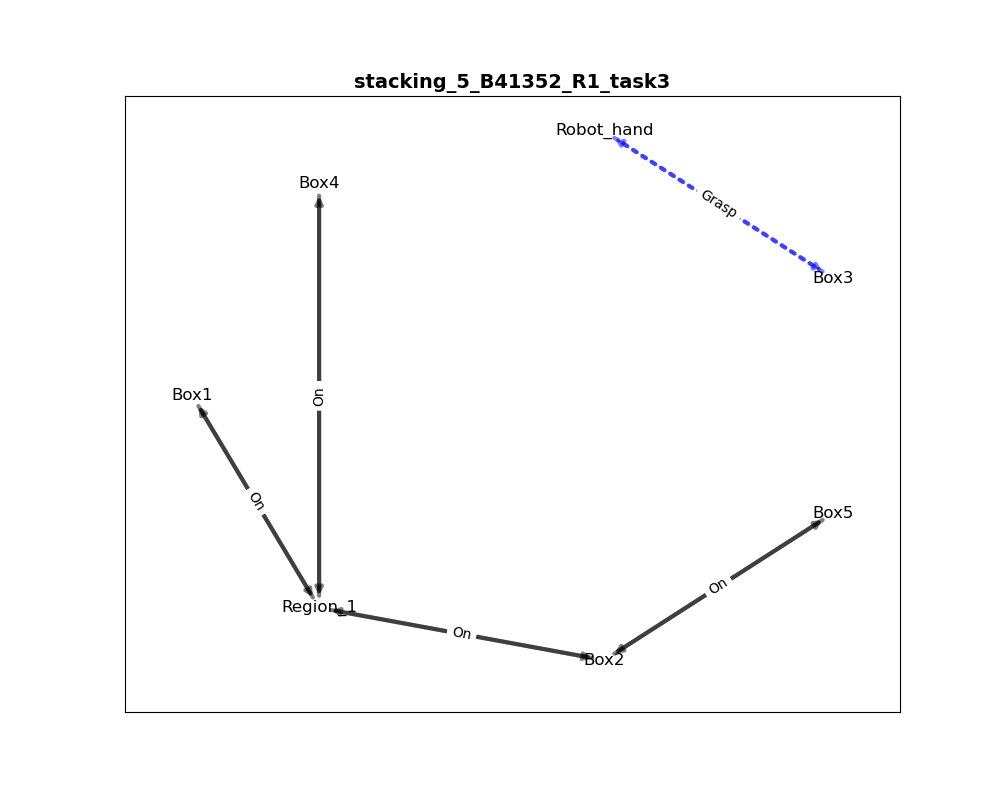 stacking_5_B41352_R1_task3
Robot_hand
Box4
Grasp
Box3
Box1
On
On
Box5
On
Region_1
On
Box2